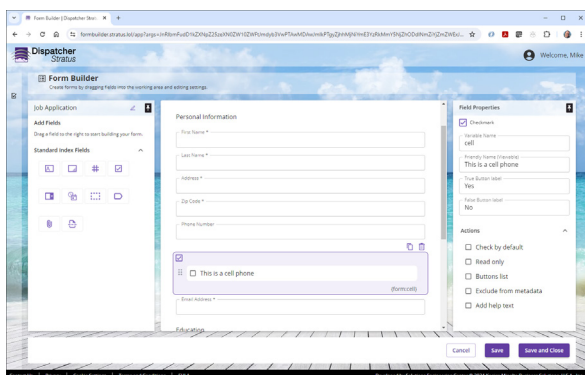 Form Builder | Dispatcher Strat
Dispatcher
Stratus
Welcome, Mike
Form Builder
Create forms by dragging fields into the working area and editing settings.
Job Application
Add Fields
Drag a field to the right to start building your form.
Standard Index Fields
Personal Information
First Name *
Last Name *
Address *
Zip Code *
Phone Number
This is a cell phone
{form:cell}
Email Address *
Education
Field Properties
Checkmark
Variable Name
cell
Friendly Name (Viewable)
This is a cell phone
True Button label
Yes
False Button label
No
Actions
Check by default
Read only
Buttons list
Exclude from metadata
Add help text
Cancel
Save
Save and Close